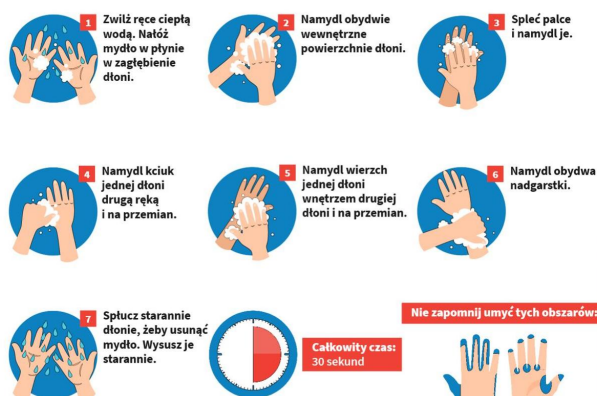 1
Zwilż ręce ciepłą
wodą. Nałóż
mydło w płynie
w zagłębienie
dłoni.
2
Namydl obydwie
wewnętrzne
powierzchnie dłoni.
3
Spleć palce
i namydl je.
4
Namydl kciuk
jednej dłoni
drugą ręką
i na przemian.
5
Namydl wierzch
jednej dłoni
wnętrzem drugiej
dłoni i na przemian.
6
Namydl obydwa
nadgarstki.
7
Spłucz starannie
dłonie, żeby usunąć
mydło. Wysusz je
starannie.
Całkowity czas:
30 sekund
Nie zapomnij umyć tych obszarów: